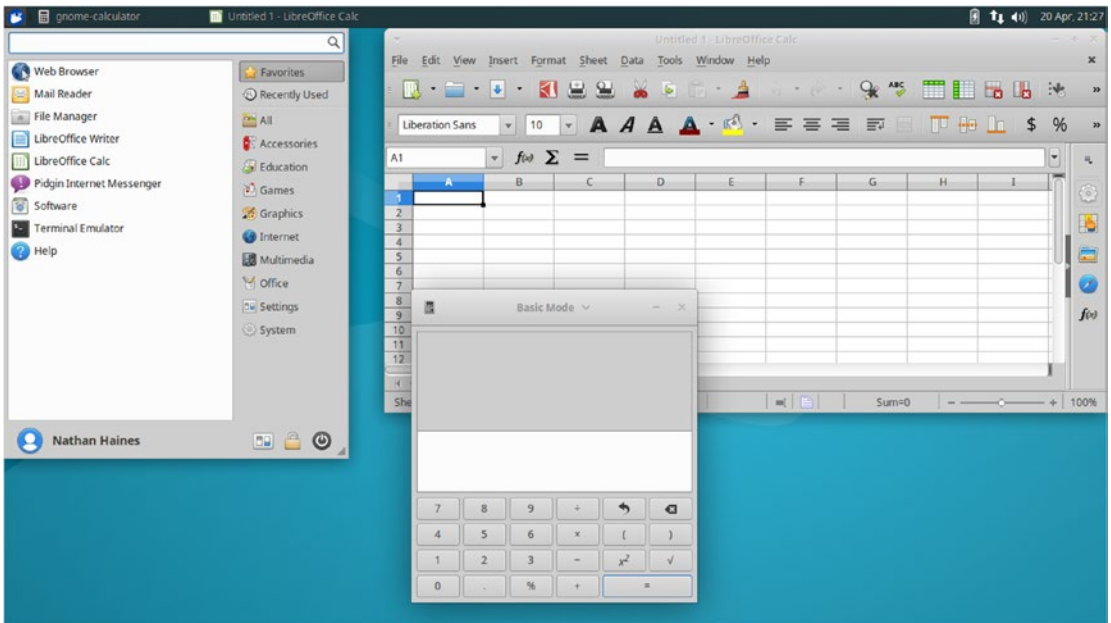 gnome-calculator
Untitled 1 - LibreOffice Calc
20 Apr, 21:27
Web Browser
Mail Reader
File Manager
LibreOffice Writer
LibreOffice Calc
Pidgin Internet Messenger
Software
Terminal Emulator
Help
Favorites
Recently Used
All
Accessories
Education
Games
Graphics
Internet
Multimedia
Office
Settings
System
Nathan Haines
Untitled 1 - LibreOffice Calc
File Edit View Insert Format Sheet Data Tools Window Help
ABC
Liberation Sans 10 A A A A $ %
A1 f(x) Σ =
A B C D E F G H I
1
2
3
4
5
6
7
8
9
10
11
12
f(x)
Sum=0 100%
Basic Mode
7 8 9 ÷
4 5 6 × ( )
1 2 3 − x² √
0 . % + =